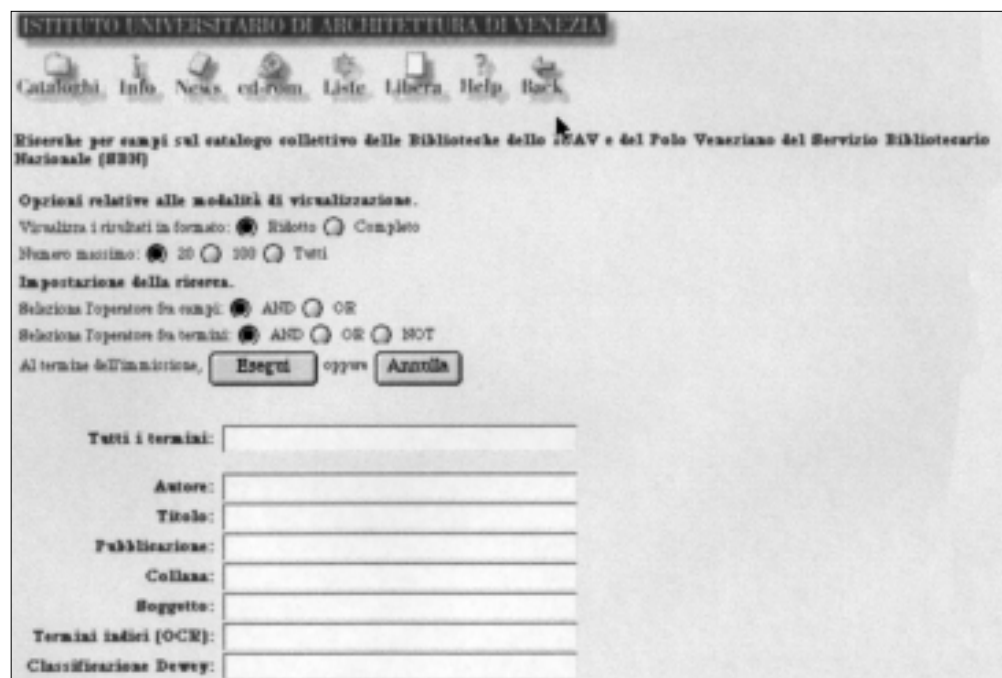 ISTITUTO UNIVERSITARIO DI ARCHITETTURA DI VENEZIA
Cataloghi Info News cd-rom Liste Libera Help Back
Ricerche per campi sul catalogo collettivo delle Biblioteche dello IUAV e del Polo Veneziano del Servizio Bibliotecario
Nazionale (SBN)
Opzioni relative alle modalità di visualizzazione.
Visualizza i risultati in formato: Ridotto Completo
Numero massimo: 20 100 Tutti
Impostazione della ricerca.
Seleziona l'operatore fra campi: AND OR
Seleziona l'operatore fra termini: AND OR NOT
Al termine dell'immissione, Esegui oppure Annulla
Tutti i termini:
Autore:
Titolo:
Pubblicazione:
Collana:
Soggetto:
Termini indici (OCR):
Classificazione Dewey: